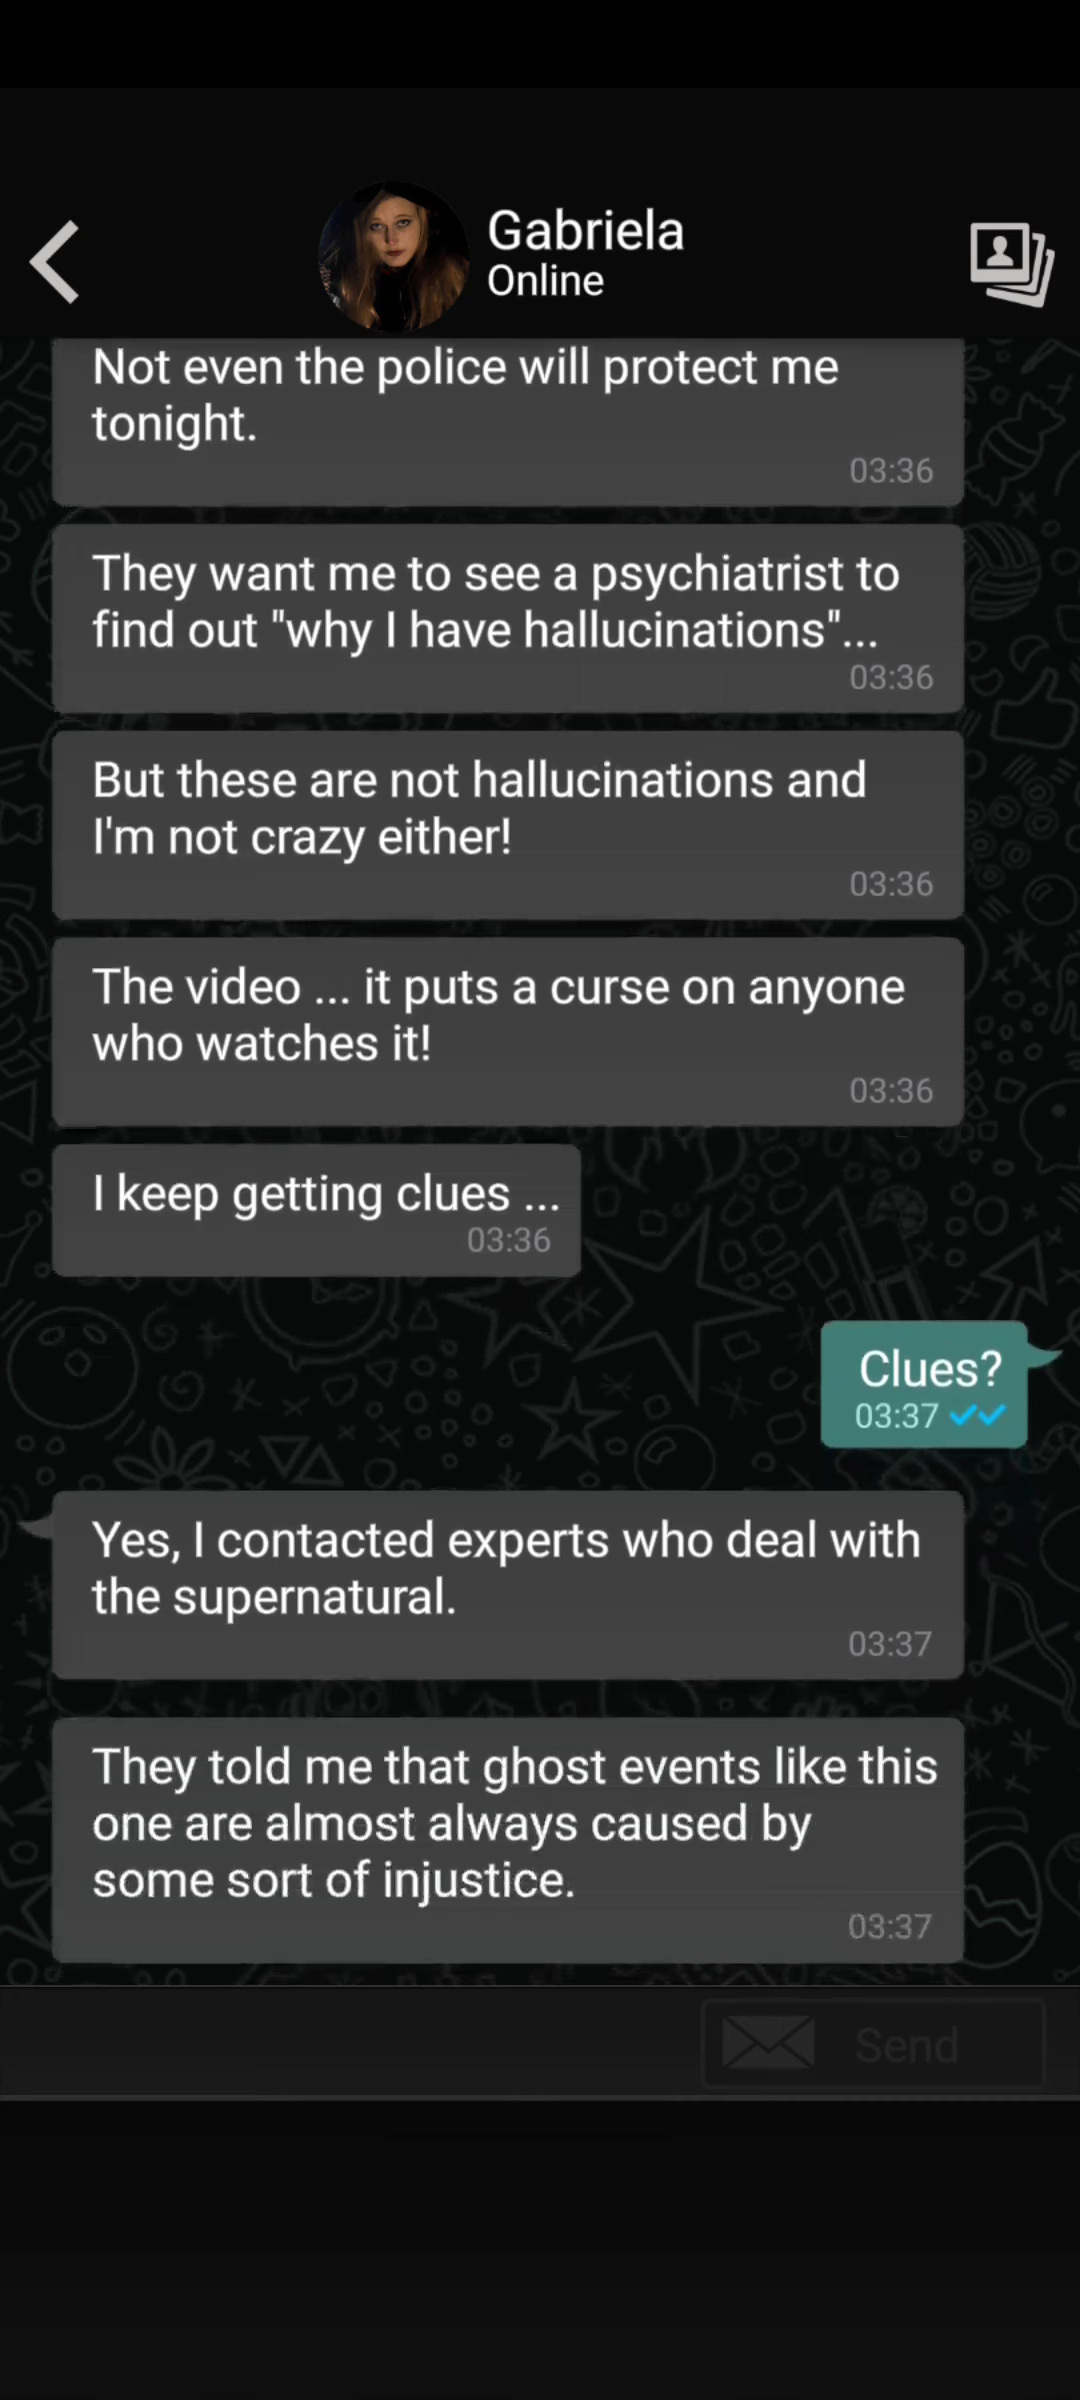 Gabriela
Online
Not even the police will protect me
tonight.
03:36
They want me to see a psychiatrist to
find out "why I have hallucinations"...
03:36
But these are not hallucinations and
I'm not crazy either!
03:36
The video ... it puts a curse on anyone
who watches it!
03:36
I keep getting clues ...
03:36
Clues?
03:37
Yes, I contacted experts who deal with
the supernatural.
03:37
They told me that ghost events like this
one are almost always caused by
some sort of injustice.
03:37
Send